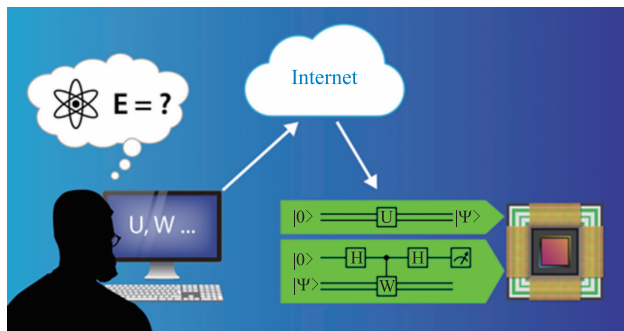 Internet
E = ?
U, W ...
|0> U |Ψ>
|0> H H
|Ψ> W